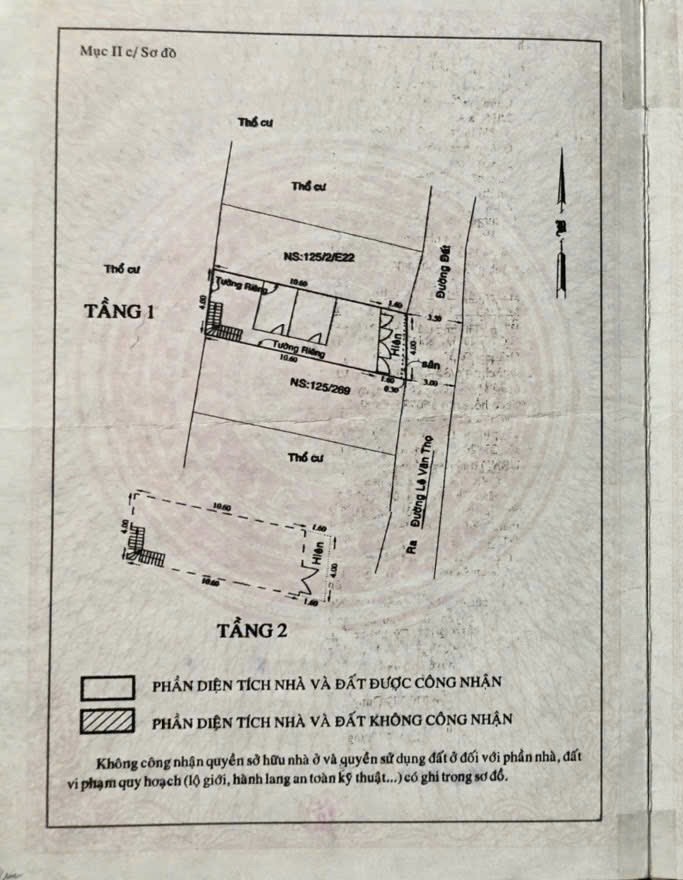 Mục II c/ Sơ đồ
Thổ cư
Thổ cư
NS:125/2/E22
Thổ cư
Đường Đất
TẦNG 1
Tường Riêng
10.60
1.60
3.50
4.00
Hiên
4.00
sân
Tường Riêng
10.60
1.60
0.30
3.00
NS:125/269
Thổ cư
Ra Đường Lê Văn Thọ
10.60
1.60
4.00
Hiên
4.00
10.60
1.60
TẦNG 2
PHẦN DIỆN TÍCH NHÀ VÀ ĐẤT ĐƯỢC CÔNG NHẬN
PHẦN DIỆN TÍCH NHÀ VÀ ĐẤT KHÔNG CÔNG NHẬN
Không công nhận quyền sở hữu nhà ở và quyền sử dụng đất ở đối với phần nhà, đất
vi phạm quy hoạch (lộ giới, hành lang an toàn kỹ thuật...) có ghi trong sơ đồ.